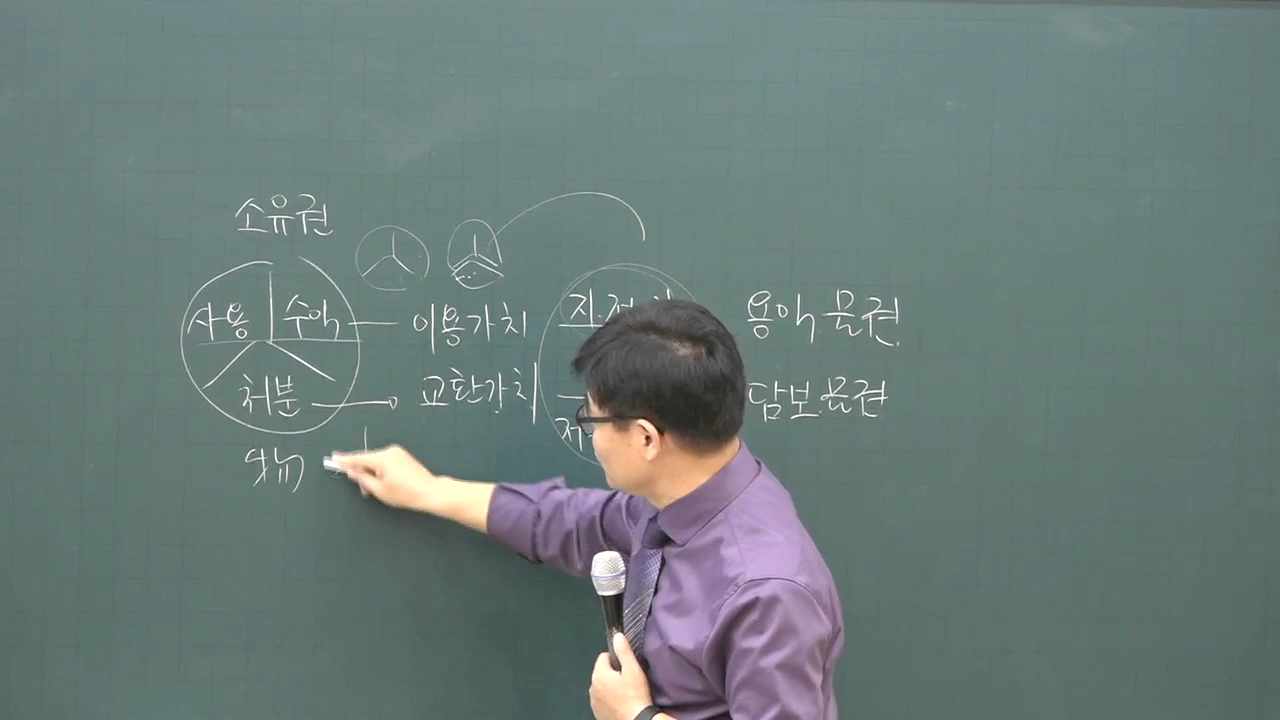 소유권
사용 수익 이용가치 용익물권
처분 교환가치 담보물권